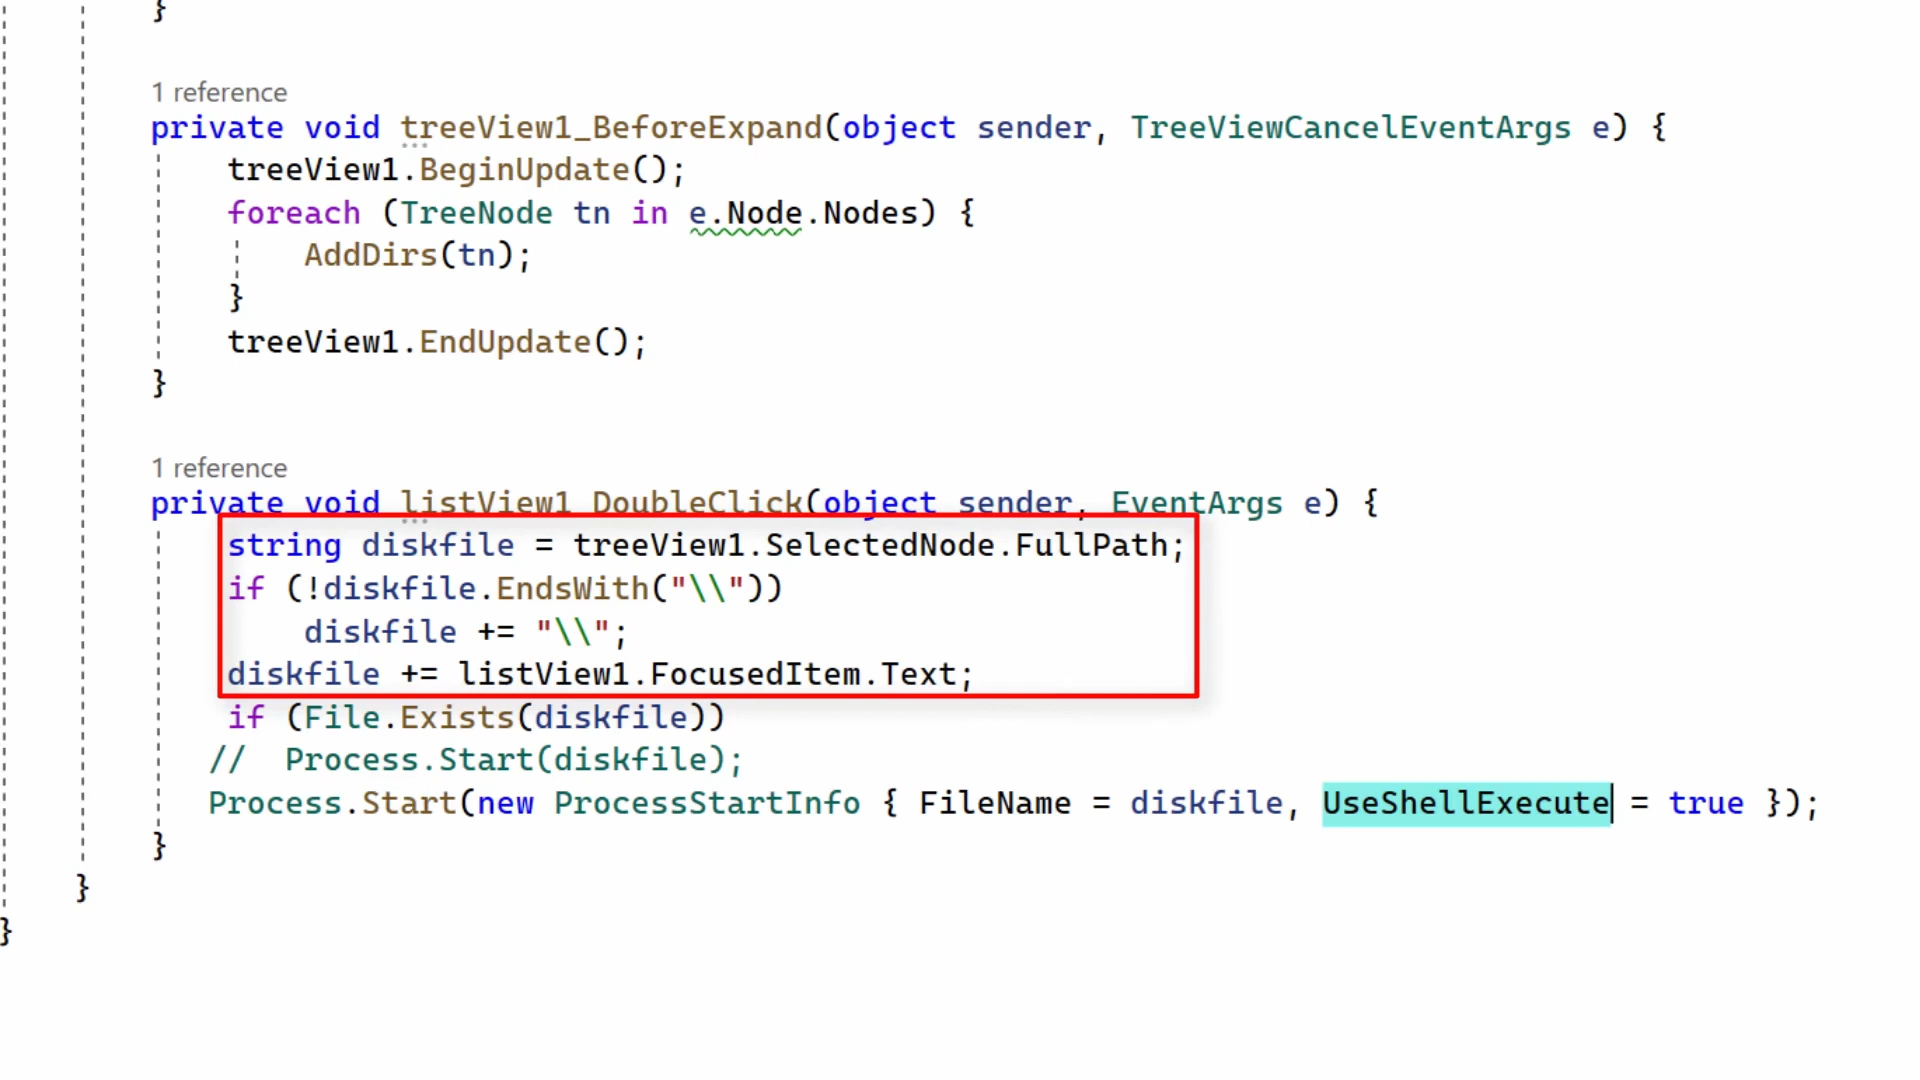 }
1 reference
private void treeView1_BeforeExpand(object sender, TreeViewCancelEventArgs e) {
treeView1.BeginUpdate();
foreach (TreeNode tn in e.Node.Nodes) {
AddDirs(tn);
}
treeView1.EndUpdate();
}
1 reference
private void listView1_DoubleClick(object sender, EventArgs e) {
string diskfile = treeView1.SelectedNode.FullPath;
if (!diskfile.EndsWith("\\"))
diskfile += "\\";
diskfile += listView1.FocusedItem.Text;
if (File.Exists(diskfile))
// Process.Start(diskfile);
Process.Start(new ProcessStartInfo { FileName = diskfile, UseShellExecute = true });
}
}
}